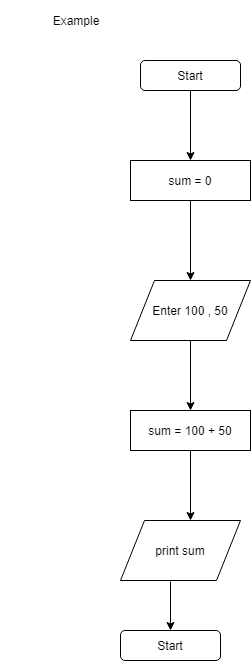 Example
Start
sum = 0
Enter 100 , 50
sum = 100 + 50
print sum
Start